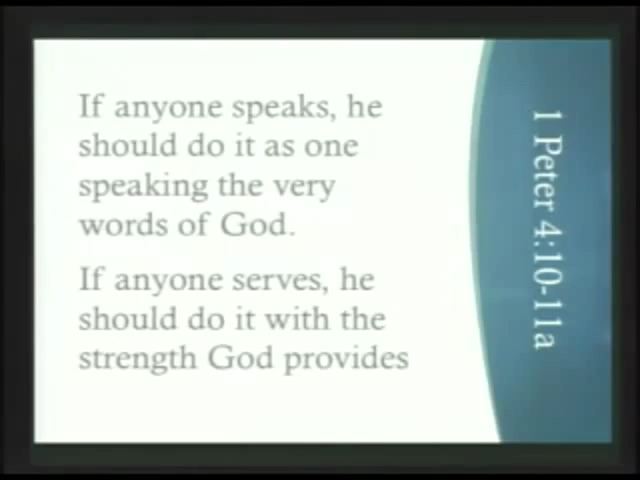 If anyone speaks, he
should do it as one
speaking the very
words of God.
If anyone serves, he
should do it with the
strength God provides
1 Peter 4:10-11a